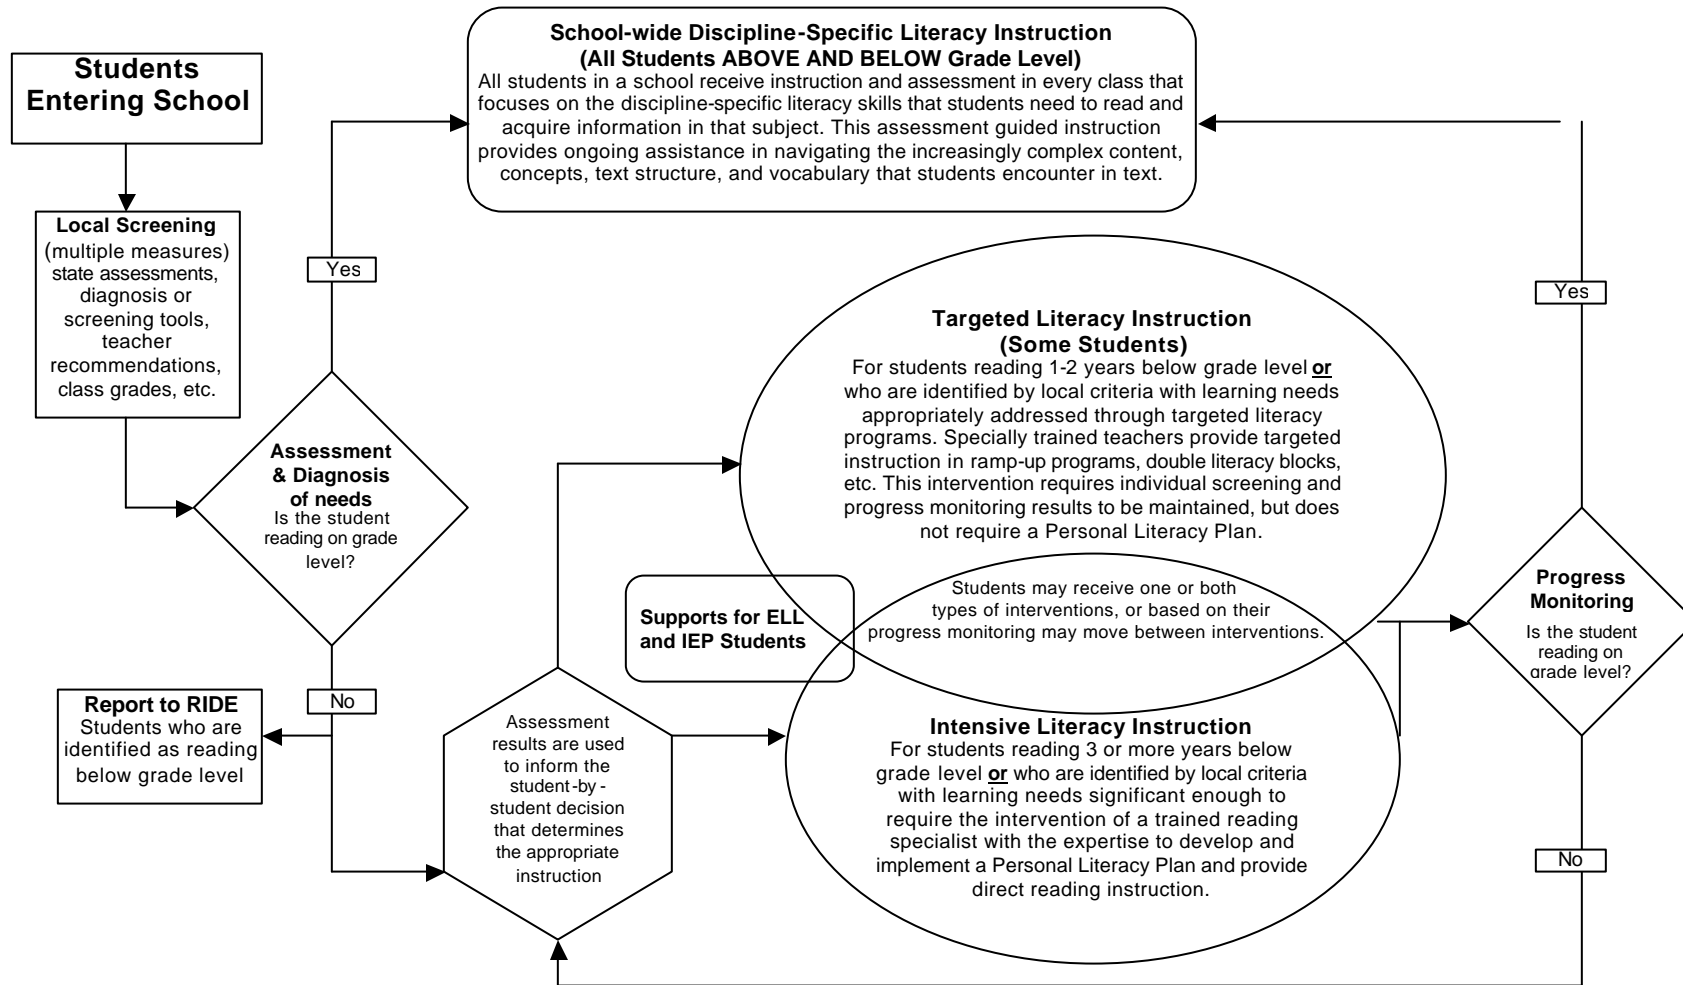 Students
Entering School
Local Screening
(multiple measures)
state assessments,
diagnosis or
screening tools,
teacher
recommendations,
class grades, etc.
Assessment
& Diagnosis
of needs
Is the student
reading on grade
level?
Yes
School-wide Discipline-Specific Literacy Instruction
(All Students ABOVE AND BELOW Grade Level)
All students in a school receive instruction and assessment in every class that
focuses on the discipline-specific literacy skills that students need to read and
acquire information in that subject. This assessment guided instruction
provides ongoing assistance in navigating the increasingly complex content,
concepts, text structure, and vocabulary that students encounter in text.
No
Report to RIDE
Students who are
identified as reading
below grade level
Assessment
results are used
to inform the
student-by-
student decision
that determines
the appropriate
instruction
Supports for ELL
and IEP Students
Targeted Literacy Instruction
(Some Students)
For students reading 1-2 years below grade level or
who are identified by local criteria with learning needs
appropriately addressed through targeted literacy
programs. Specially trained teachers provide targeted
instruction in ramp-up programs, double literacy blocks,
etc. This intervention requires individual screening and
progress monitoring results to be maintained, but does
not require a Personal Literacy Plan.
Students may receive one or both
types of interventions, or based on their
progress monitoring may move between interventions.
Intensive Literacy Instruction
For students reading 3 or more years below
grade level or who are identified by local criteria
with learning needs significant enough to
require the intervention of a trained reading
specialist with the expertise to develop and
implement a Personal Literacy Plan and provide
direct reading instruction.
Progress
Monitoring
Is the student
reading on
grade level?
Yes
No